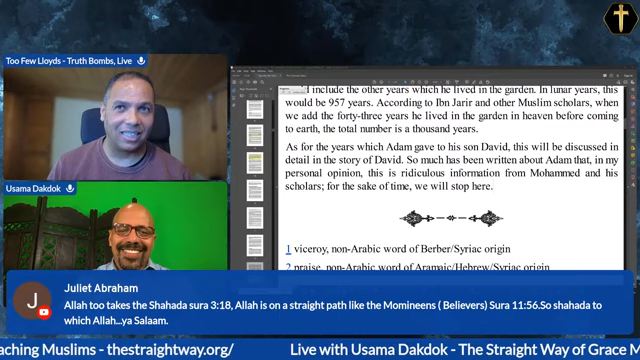 Too Few Lloyds - Truth Bombs, Live
Usama Dakdok
include the other years which he lived in the garden. In lunar years, this
would be 957 years. According to Ibn Jarir and other Muslim scholars, when
we add the forty-three years he lived in the garden in heaven before coming
to earth, the total number is a thousand years.
As for the years which Adam gave to his son David, this will be discussed in
detail in the story of David. So much has been written about Adam that, in my
personal opinion, this is ridiculous information from Mohammed and his
scholars; for the sake of time, we will stop here.
1 viceroy, non-Arabic word of Berber/Syriac origin
2 praise, non-Arabic word of Aramaic/Hebrew/Syriac origin
Juliet Abraham
J
Allah too takes the Shahada sura 3:18, Allah is on a straight path like the Momineens ( Believers) Sura 11:56.So shahada to
which Allah...ya Salaam.
aching Muslims - thestraightway.org/ Live with Usama Dakdok - The Straight Way of Grace M